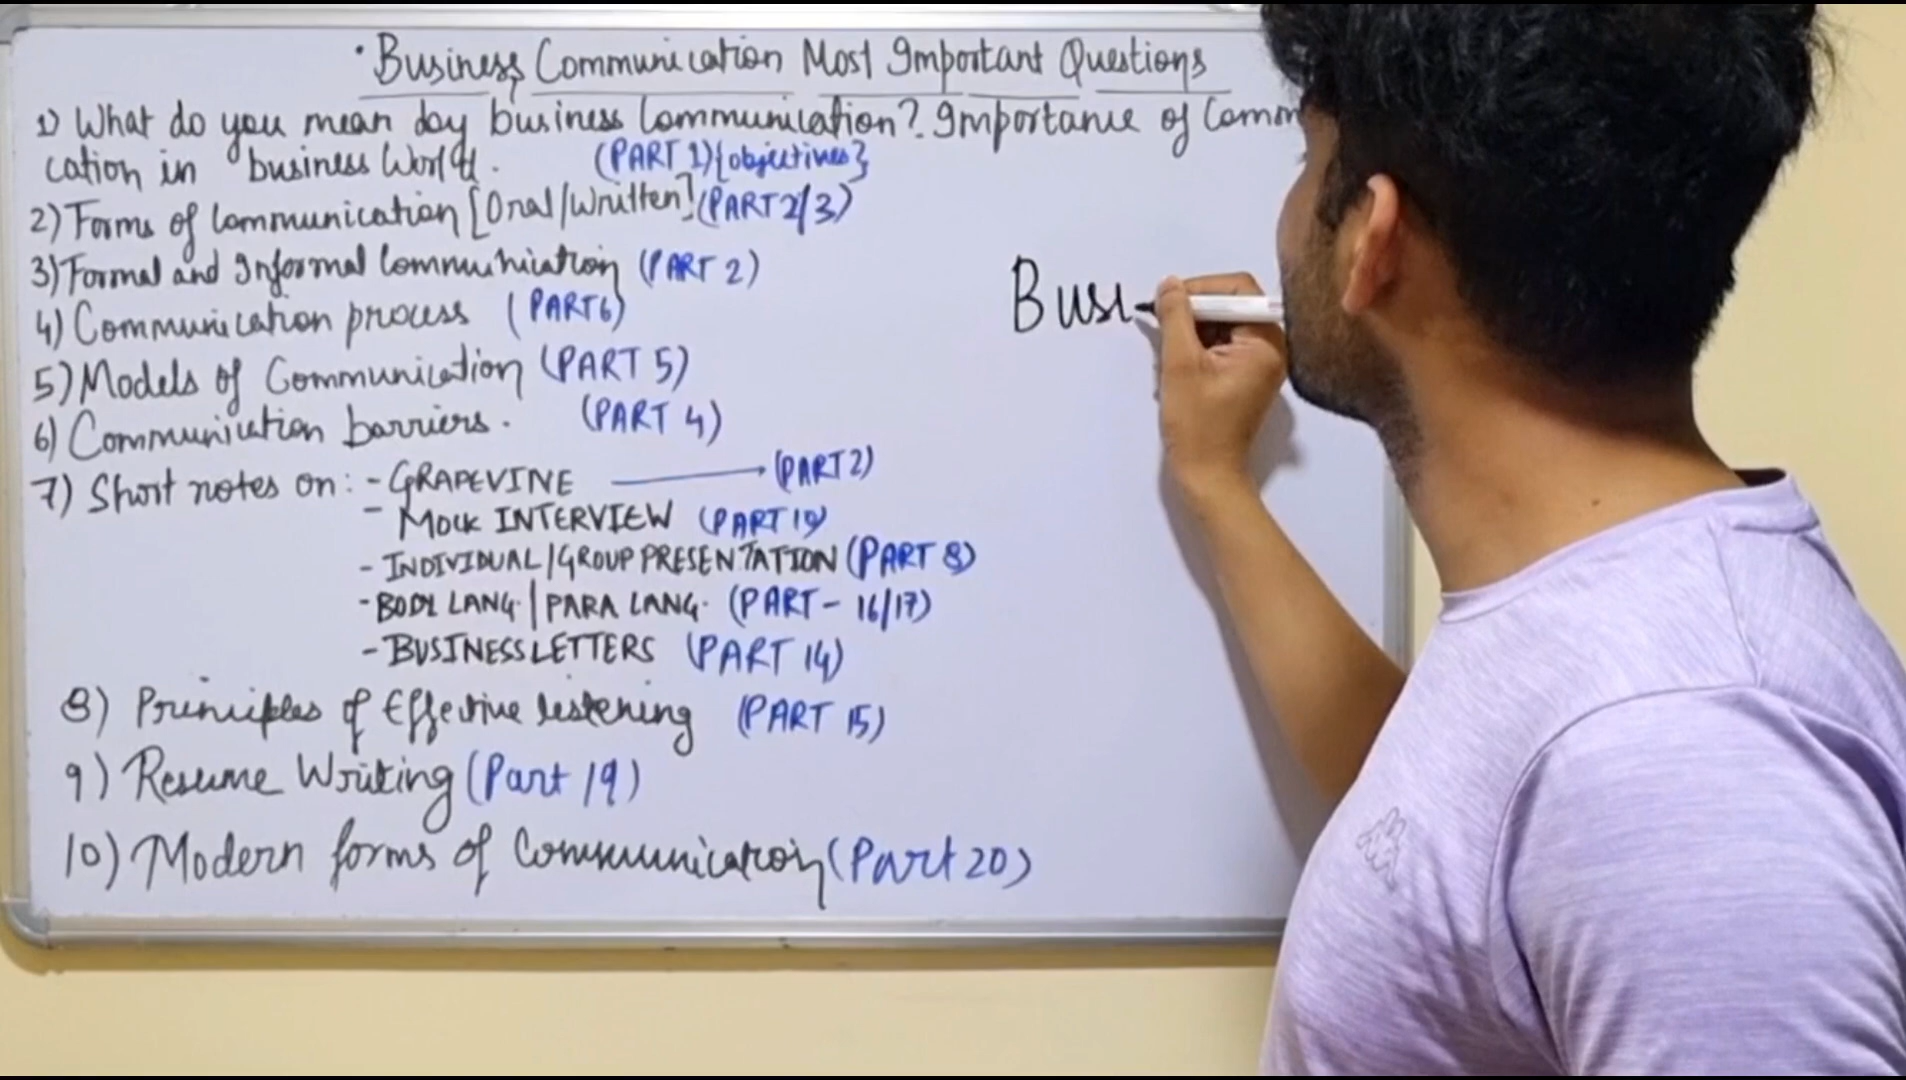 • Business Communication Most Important Questions
1) What do you mean day business Communication? Importance of Comm
cation in business World. (PART 1) {objectives}
2) Forms of Communication [Oral/Written] (PART 2/3)
3) Formal and Informal Communication (PART 2)
4) Communication process (PART 6)
5) Models of Communication (PART 5)
6) Communication barriers. (PART 4)
7) Short notes on: - GRAPEVINE → (PART 2)
- MOCK INTERVIEW (PART 10)
- INDIVIDUAL/GROUP PRESENTATION (PART 8)
- BODY LANG. | PARA LANG. (PART - 16/17)
- BUSINESS LETTERS (PART 14)
8) Principles of Effective listening (PART 15)
9) Resume Writing (Part 19)
10) Modern forms of Communication (Part 20)
Busi